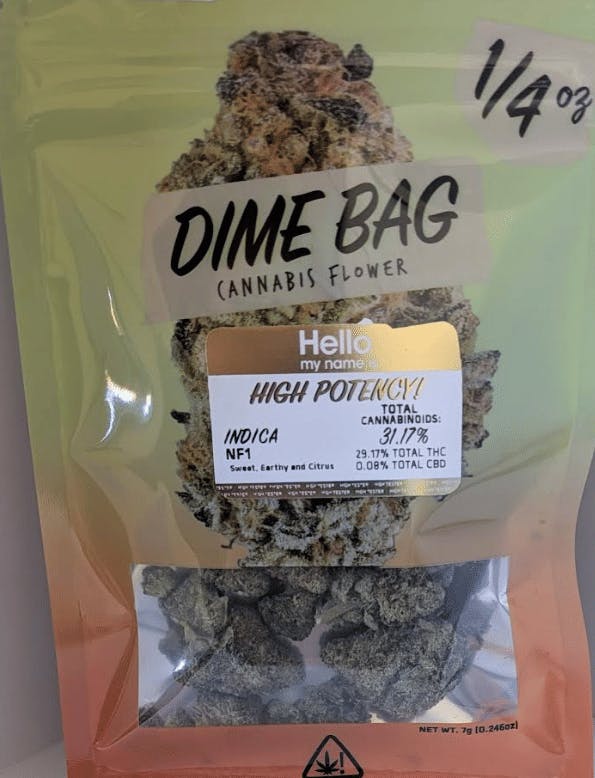 1/4 oz
DIME BAG
CANNABIS FLOWER
Hello
my name
HIGH POTENCY!
TOTAL
CANNABINOIDS:
INDICA
31.17%
NF1
29.17% TOTAL THC
Sweet, Earthy and Citrus
0.08% TOTAL CBD
NET WT. 7g (0.246oz)
!